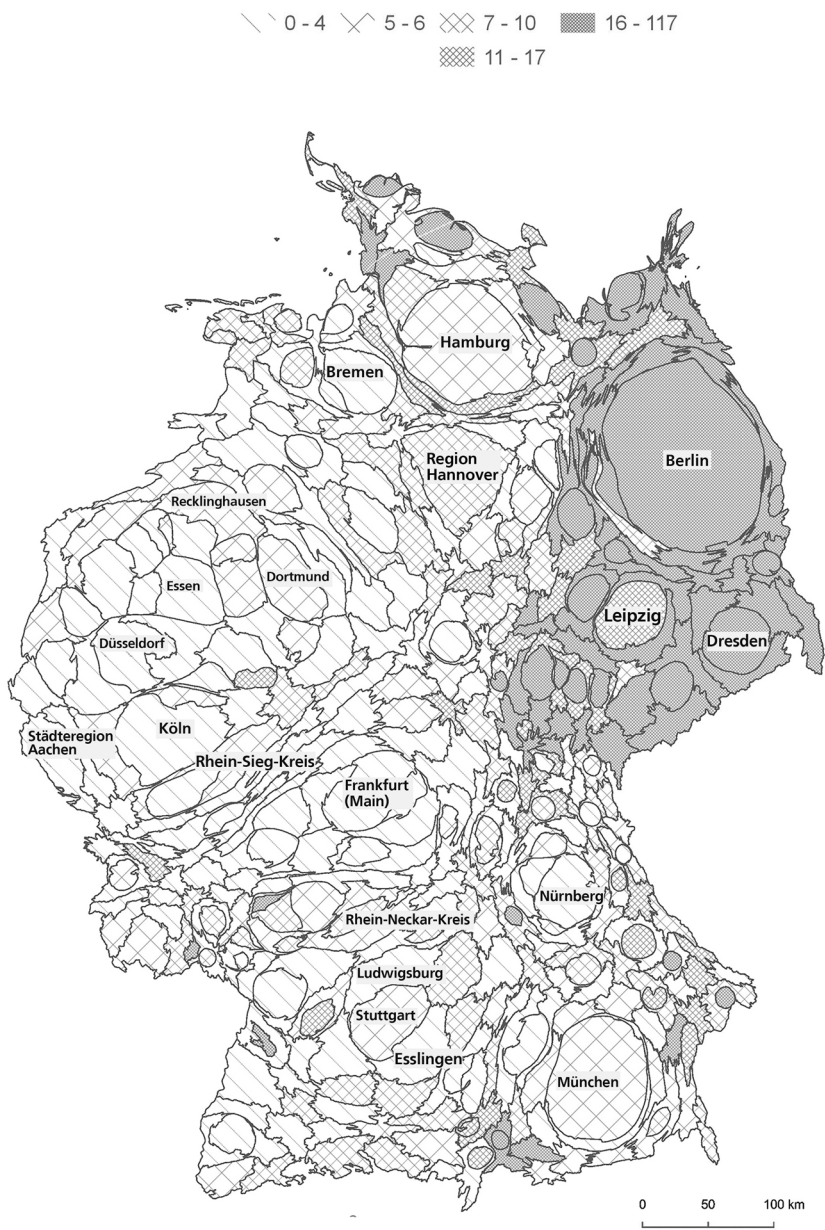 0 - 4 5 - 6 7 - 10 16 - 117
11 - 17
Hamburg
Bremen
Region
Hannover
Berlin
Recklinghausen
Essen
Dortmund
Leipzig
Düsseldorf
Dresden
Städteregion
Aachen
Köln
Rhein-Sieg-Kreis
Frankfurt
(Main)
Nürnberg
Rhein-Neckar-Kreis
Ludwigsburg
Stuttgart
Esslingen
München
0 50 100 km